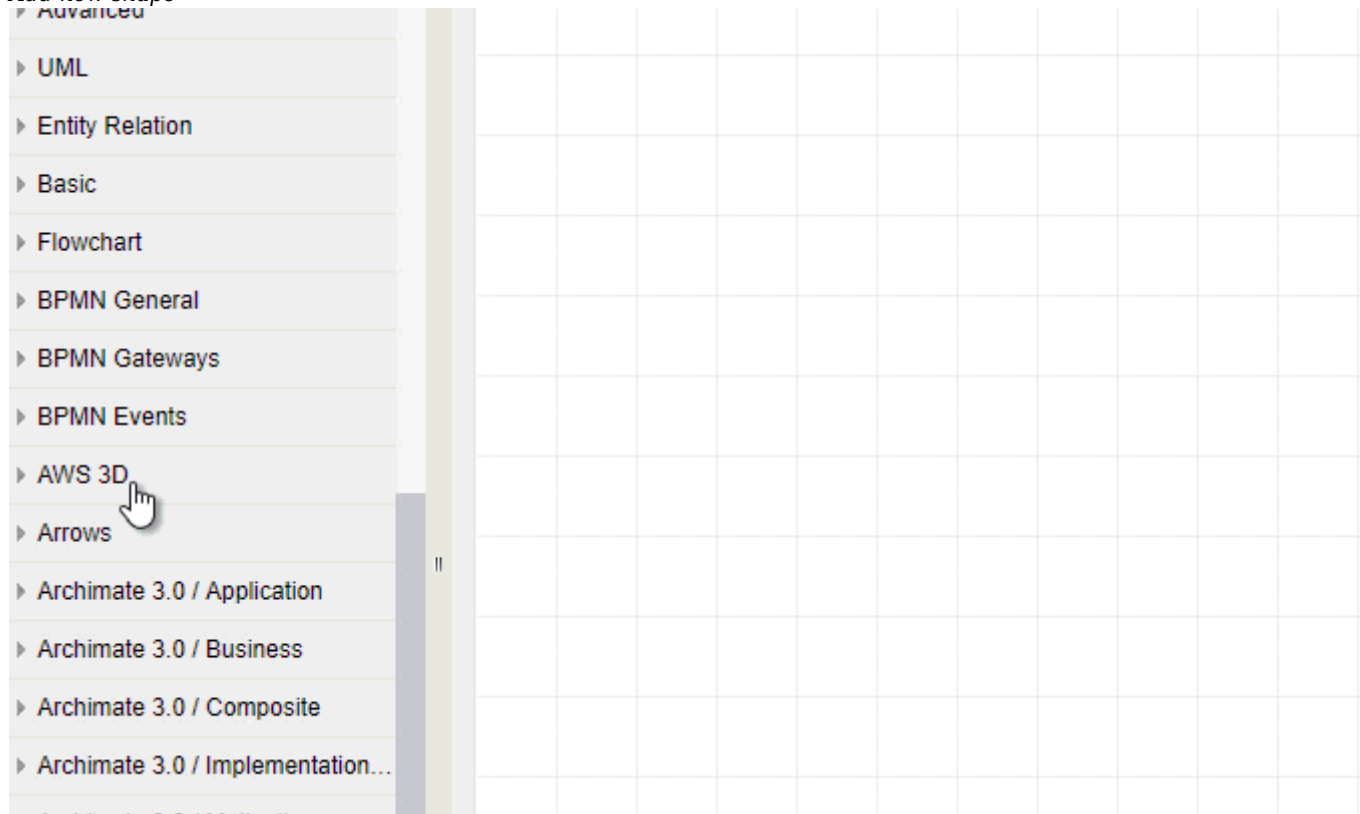 Advanced
UML
Entity Relation
Basic
Flowchart
BPMN General
BPMN Gateways
BPMN Events
AWS 3D
Arrows
Archimate 3.0 / Application
Archimate 3.0 / Business
Archimate 3.0 / Composite
Archimate 3.0 / Implementation...